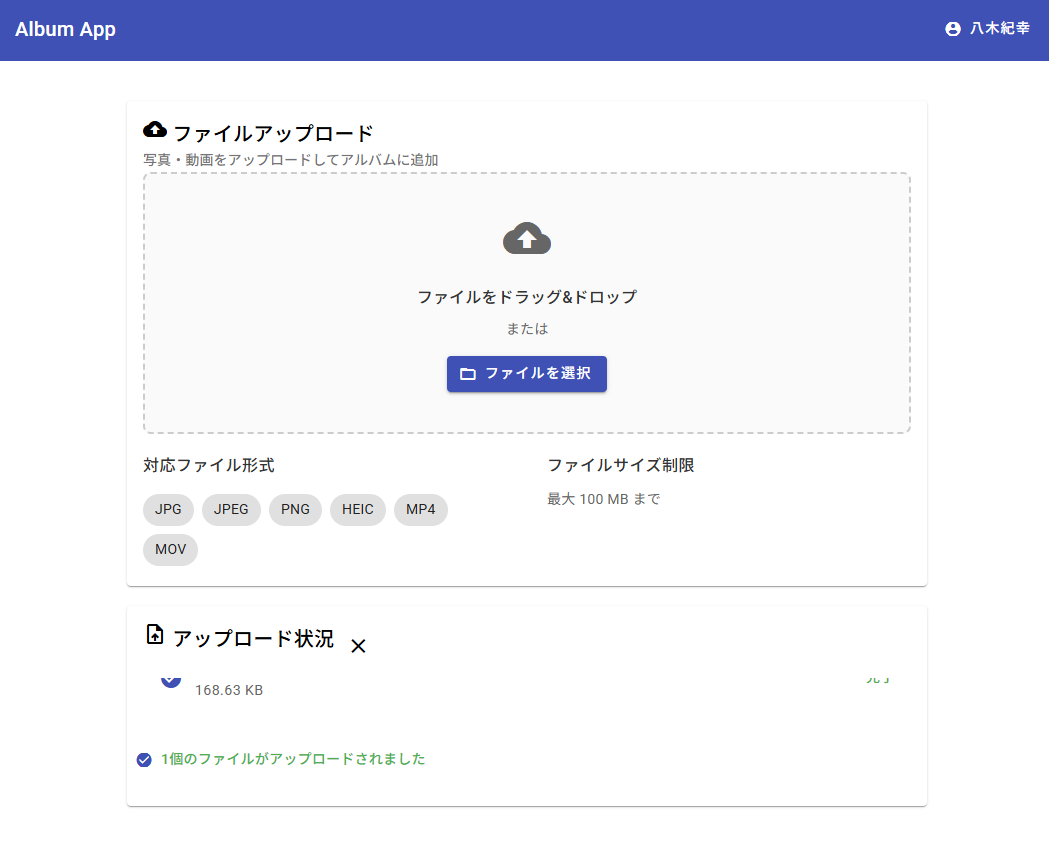 Album App
八木紀幸
ファイルアップロード
写真・動画をアップロードしてアルバムに追加
ファイルをドラッグ&ドロップ
または
ファイルを選択
対応ファイル形式
ファイルサイズ制限
JPG JPEG PNG HEIC MP4
最大 100 MB まで
MOV
アップロード状況
168.63 KB
1個のファイルがアップロードされました